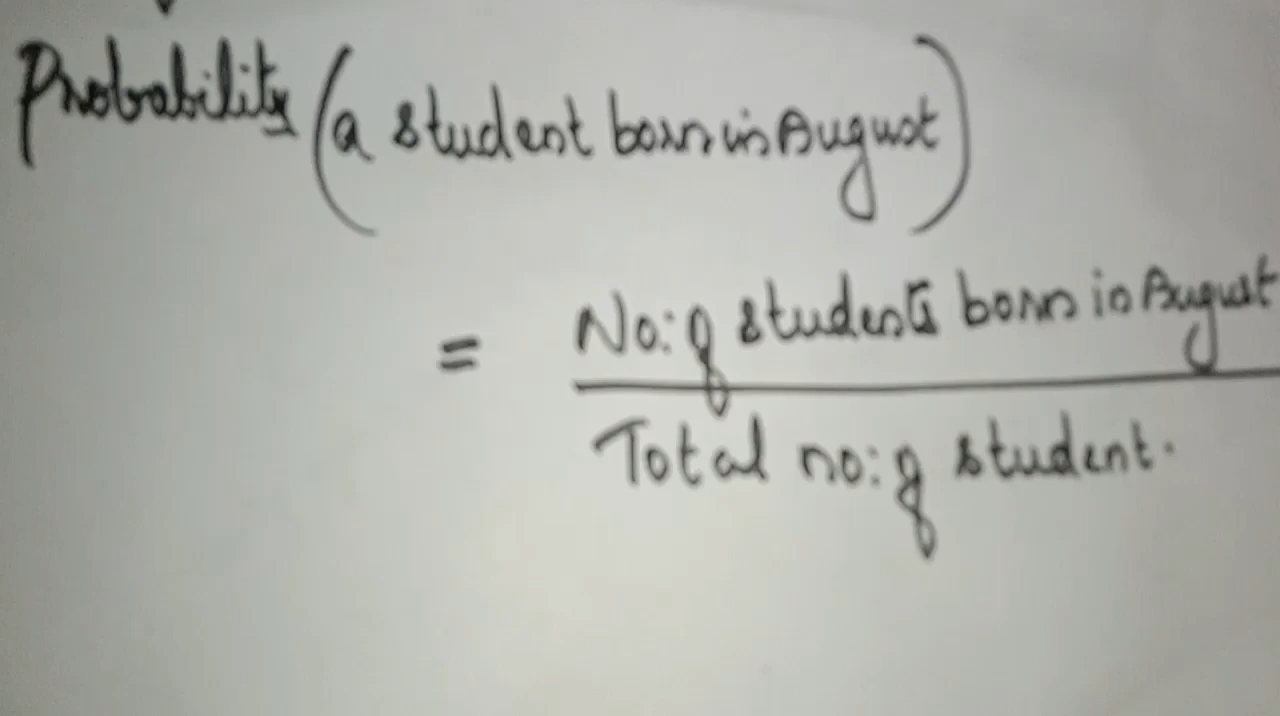 Probability (a student born in August)
= No: of students born in August
Total no: of student.